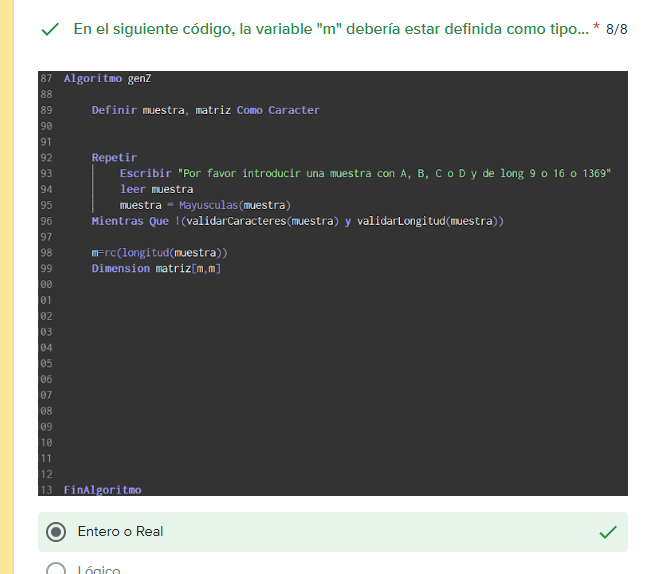 En el siguiente código, la variable "m" debería estar definida como tipo... * 8/8
87 Algoritmo genZ
88
89 Definir muestra, matriz Como Caracter
90
91
92 Repetir
93 Escribir "Por favor introducir una muestra con A, B, C o D y de long 9 o 16 o 1369"
94 leer muestra
95 muestra = Mayusculas(muestra)
96 Mientras Que !(validarCaracteres(muestra) y validarLongitud(muestra))
97
98 m=rc(longitud(muestra))
99 Dimension matriz[m,m]
00
01
02
03
04
05
06
07
08
09
10
11
12
13 FinAlgoritmo
Entero o Real
Lógico